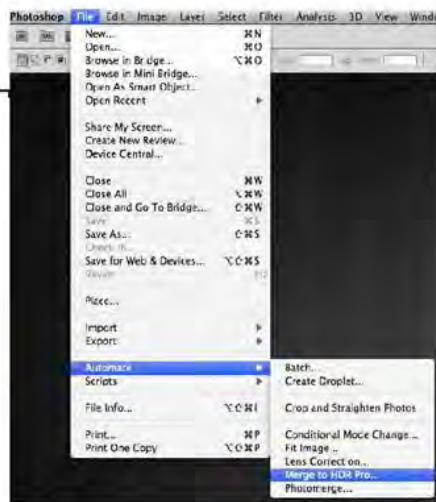 Photoshop File Edit Image Layer Select Filter Analysis 3D View Wind
New... ⌘N
Open... ⌘O
Browse in Bridge... ⌥⌘O
Browse in Mini Bridge...
Open As Smart Object...
Open Recent ▶
Share My Screen...
Create New Review...
Device Central...
Close ⌘W
Close All ⌥⌘W
Close and Go To Bridge... ⇧⌘W
Save ⌘S
Save As... ⇧⌘S
Check In...
Save for Web & Devices... ⌥⇧⌘S
Revert
Place...
Import ▶
Export ▶
Automate ▶
Scripts ▶
File Info... ⌥⇧⌘I
Print... ⌘P
Print One Copy ⌥⇧⌘P
Batch...
Create Droplet...
Crop and Straighten Photos
Conditional Mode Change...
Fit Image...
Lens Correction...
Merge to HDR Pro...
Photomerge...